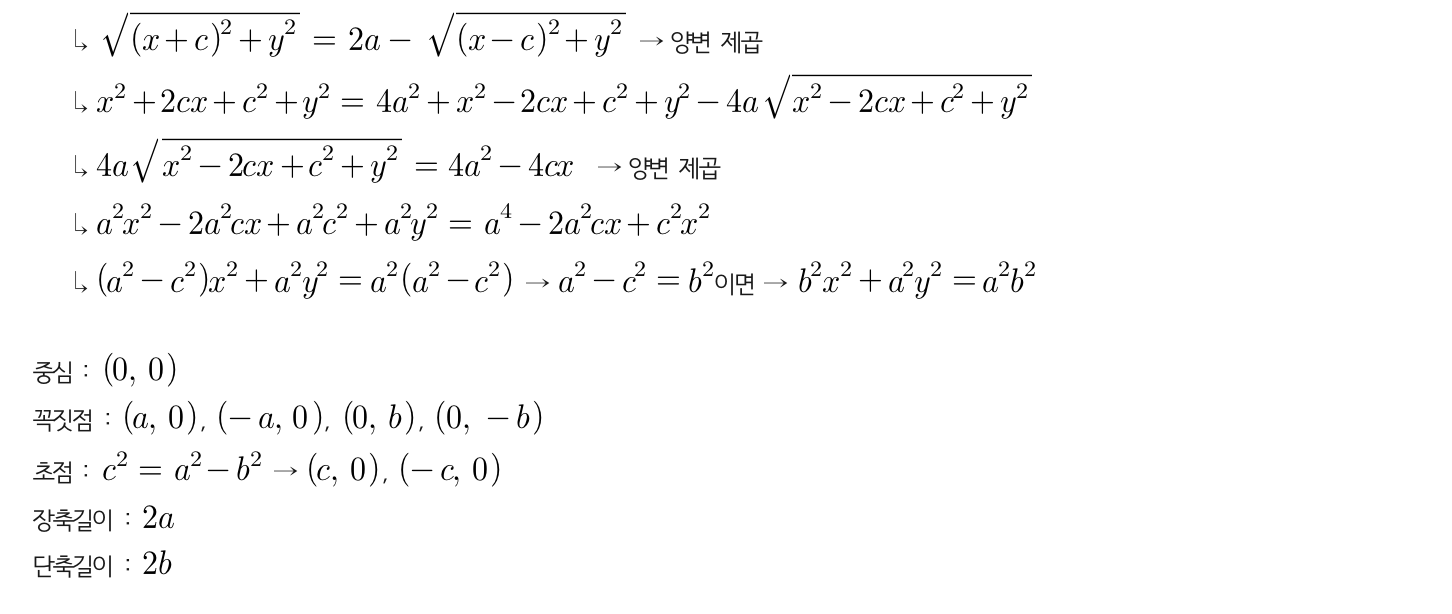 ↳ √((x+c)²+y²) = 2a − √((x−c)²+y²) → 양변 제곱
↳ x²+2cx+c²+y² = 4a²+x²−2cx+c²+y²−4a√(x²−2cx+c²+y²)
↳ 4a√(x²−2cx+c²+y²) = 4a²−4cx → 양변 제곱
↳ a²x²−2a²cx+a²c²+a²y² = a⁴−2a²cx+c²x²
↳ (a²−c²)x²+a²y² = a²(a²−c²) → a²−c² = b²이면 → b²x²+a²y² = a²b²
중심 : (0, 0)
꼭짓점 : (a, 0), (−a, 0), (0, b), (0, −b)
초점 : c² = a²−b² → (c, 0), (−c, 0)
장축길이 : 2a
단축길이 : 2b